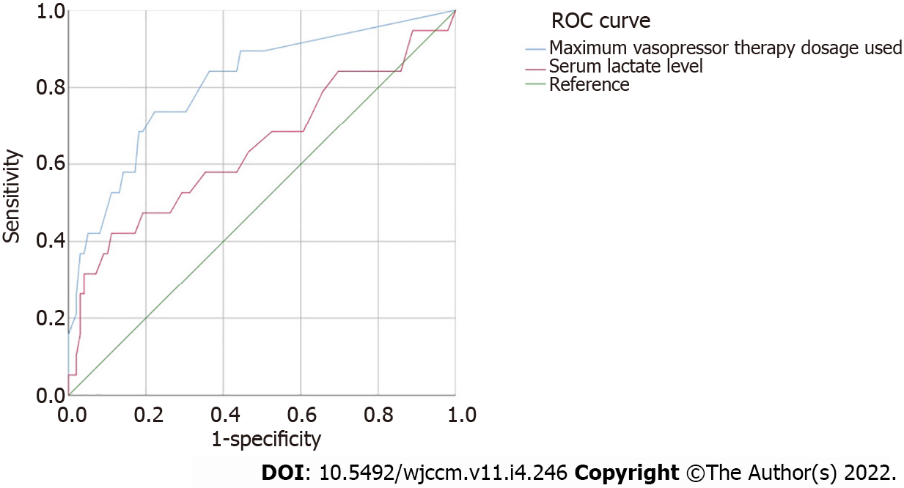 ROC curve
Maximum vasopressor therapy dosage used
Serum lactate level
Reference
Sensitivity
1.0
0.8
0.6
0.4
0.2
0.0
0.0 0.2 0.4 0.6 0.8 1.0
1-specificity
DOI: 10.5492/wjccm.v11.i4.246 Copyright ©The Author(s) 2022.